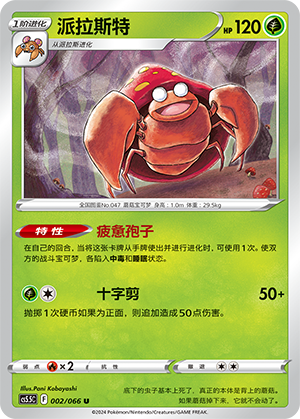 1阶进化 派拉斯特 HP 120
从派拉斯进化
全国图鉴No.047 蘑菇宝可梦 身高:1.0m 体重:29.5kg
特性 疲惫孢子
在自己的回合,当将这张卡牌从手牌使出并进行进化时,可使用1次。使双
方的战斗宝可梦,各陷入中毒和睡眠状态。
十字剪 50+
抛掷1次硬币如果为正面,则追加造成50点伤害。
弱点 ×2 抗性 撤退
Illus.Pani Kobayashi
CS5.5C F 002/066 U
底下的虫子基本上死了,真正的本体是背上的蘑菇。
如果蘑菇掉下来,它就不会动了。
©2024 Pokémon/Nintendo/Creatures/GAME FREAK.